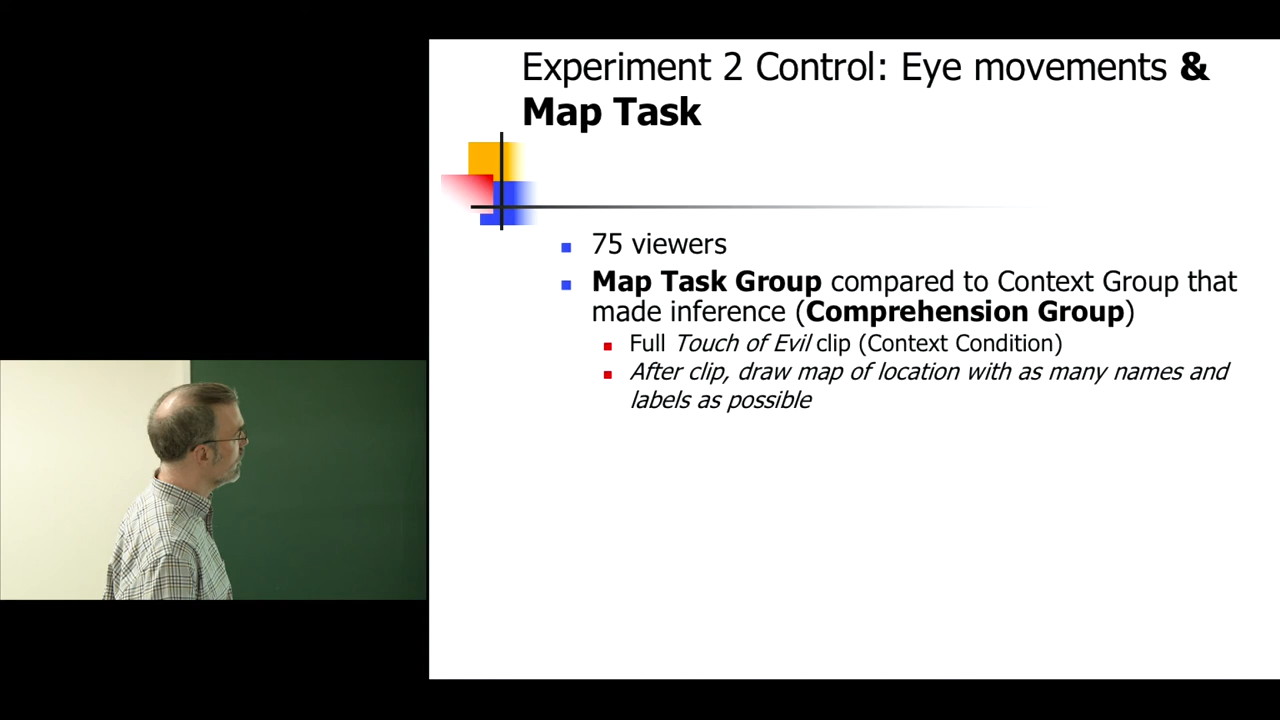 Experiment 2 Control: Eye movements &
Map Task
75 viewers
Map Task Group compared to Context Group that
made inference (Comprehension Group)
Full Touch of Evil clip (Context Condition)
After clip, draw map of location with as many names and
labels as possible